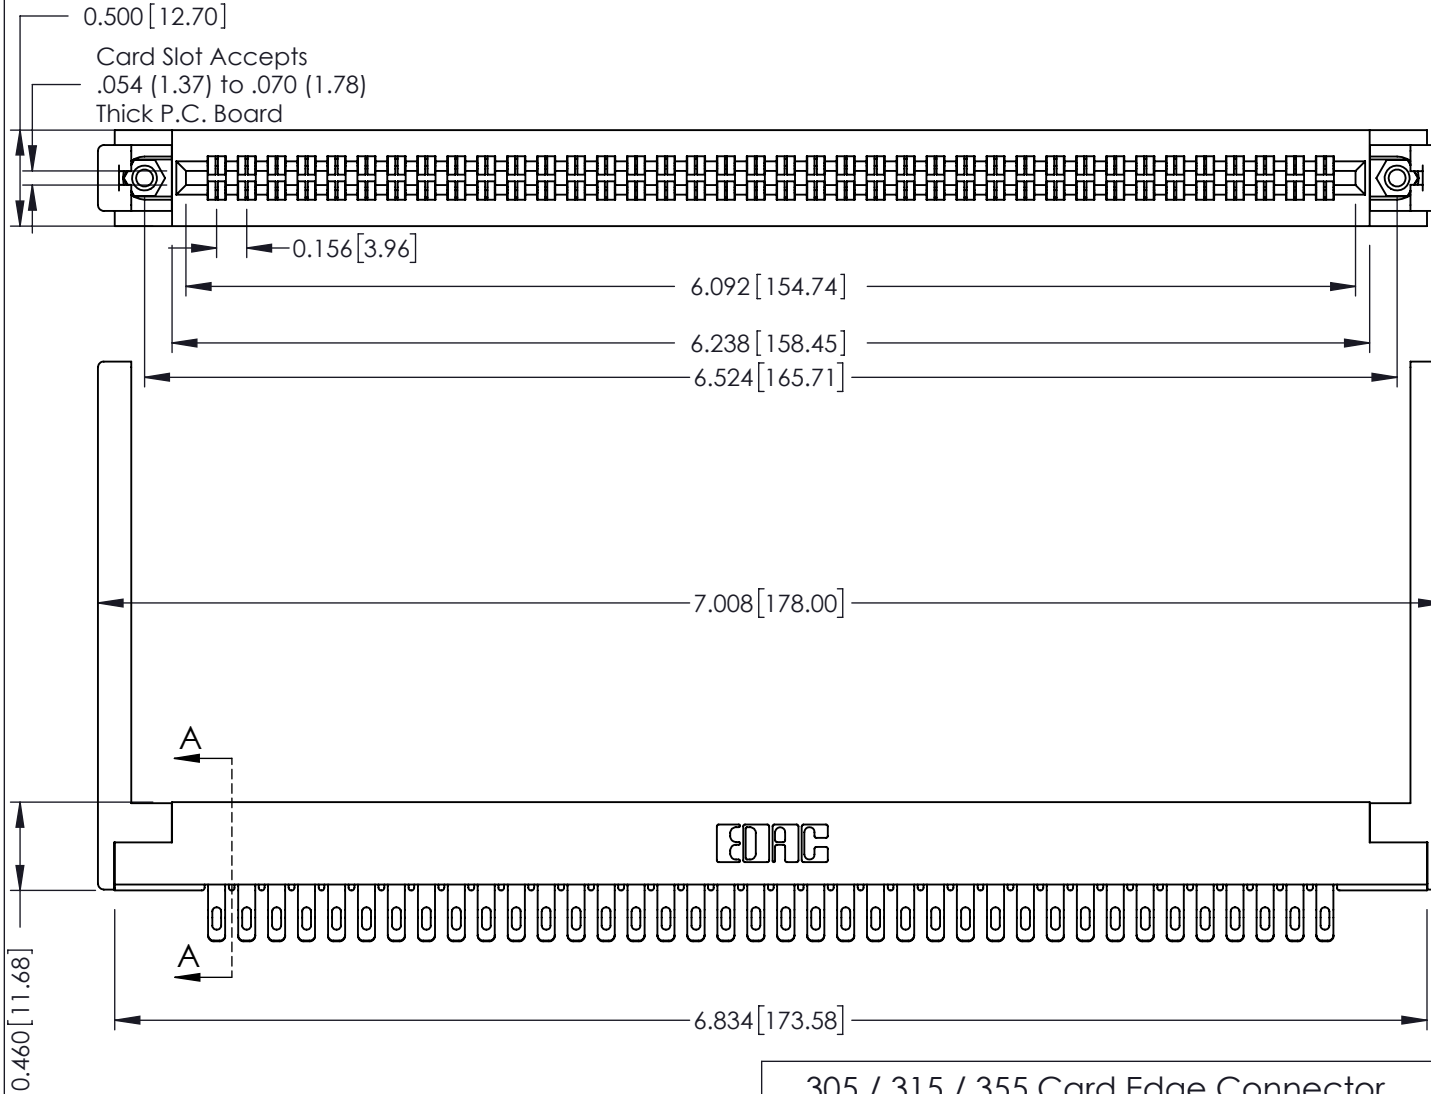 0.500 [12.70]
Card Slot Accepts
.054 (1.37) to .070 (1.78)
Thick P.C. Board
0.156 [3.96]
6.092 [154.74]
6.238 [158.45]
6.524 [165.71]
7.008 [178.00]
A
EDAC
A
0.460 [11.68]
6.834 [173.58]
305 / 315 / 355 Card Edge Connector